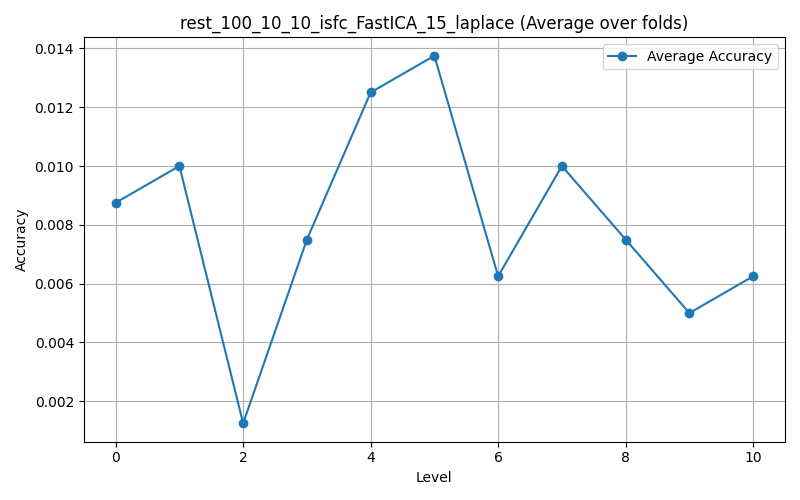 rest_100_10_10_isfc_FastICA_15_laplace (Average over folds)
Average Accuracy
Accuracy
0.014
0.012
0.010
0.008
0.006
0.004
0.002
0 2 4 6 8 10
Level